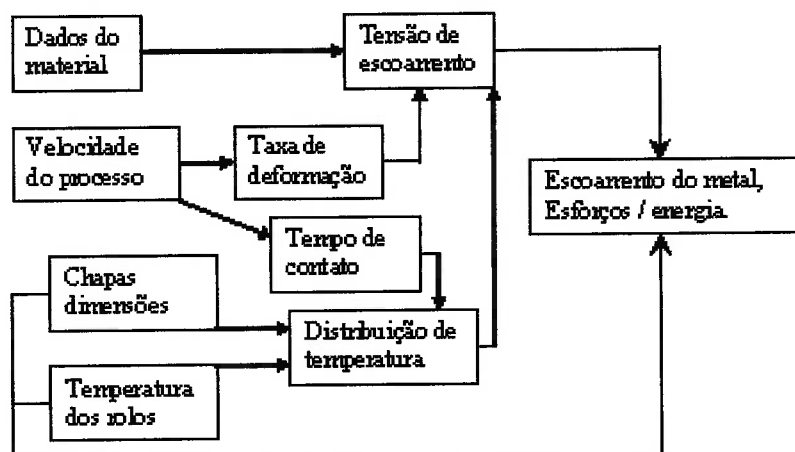 Dados do
material
Tensão de
escoamento
Velocidade
do processo
Taxa de
deformação
Escoamento do metal,
Esforços / energia.
Tempo de
contato
Chapas
dimensões
Distribuição de
temperatura
Temperatura
dos rolos